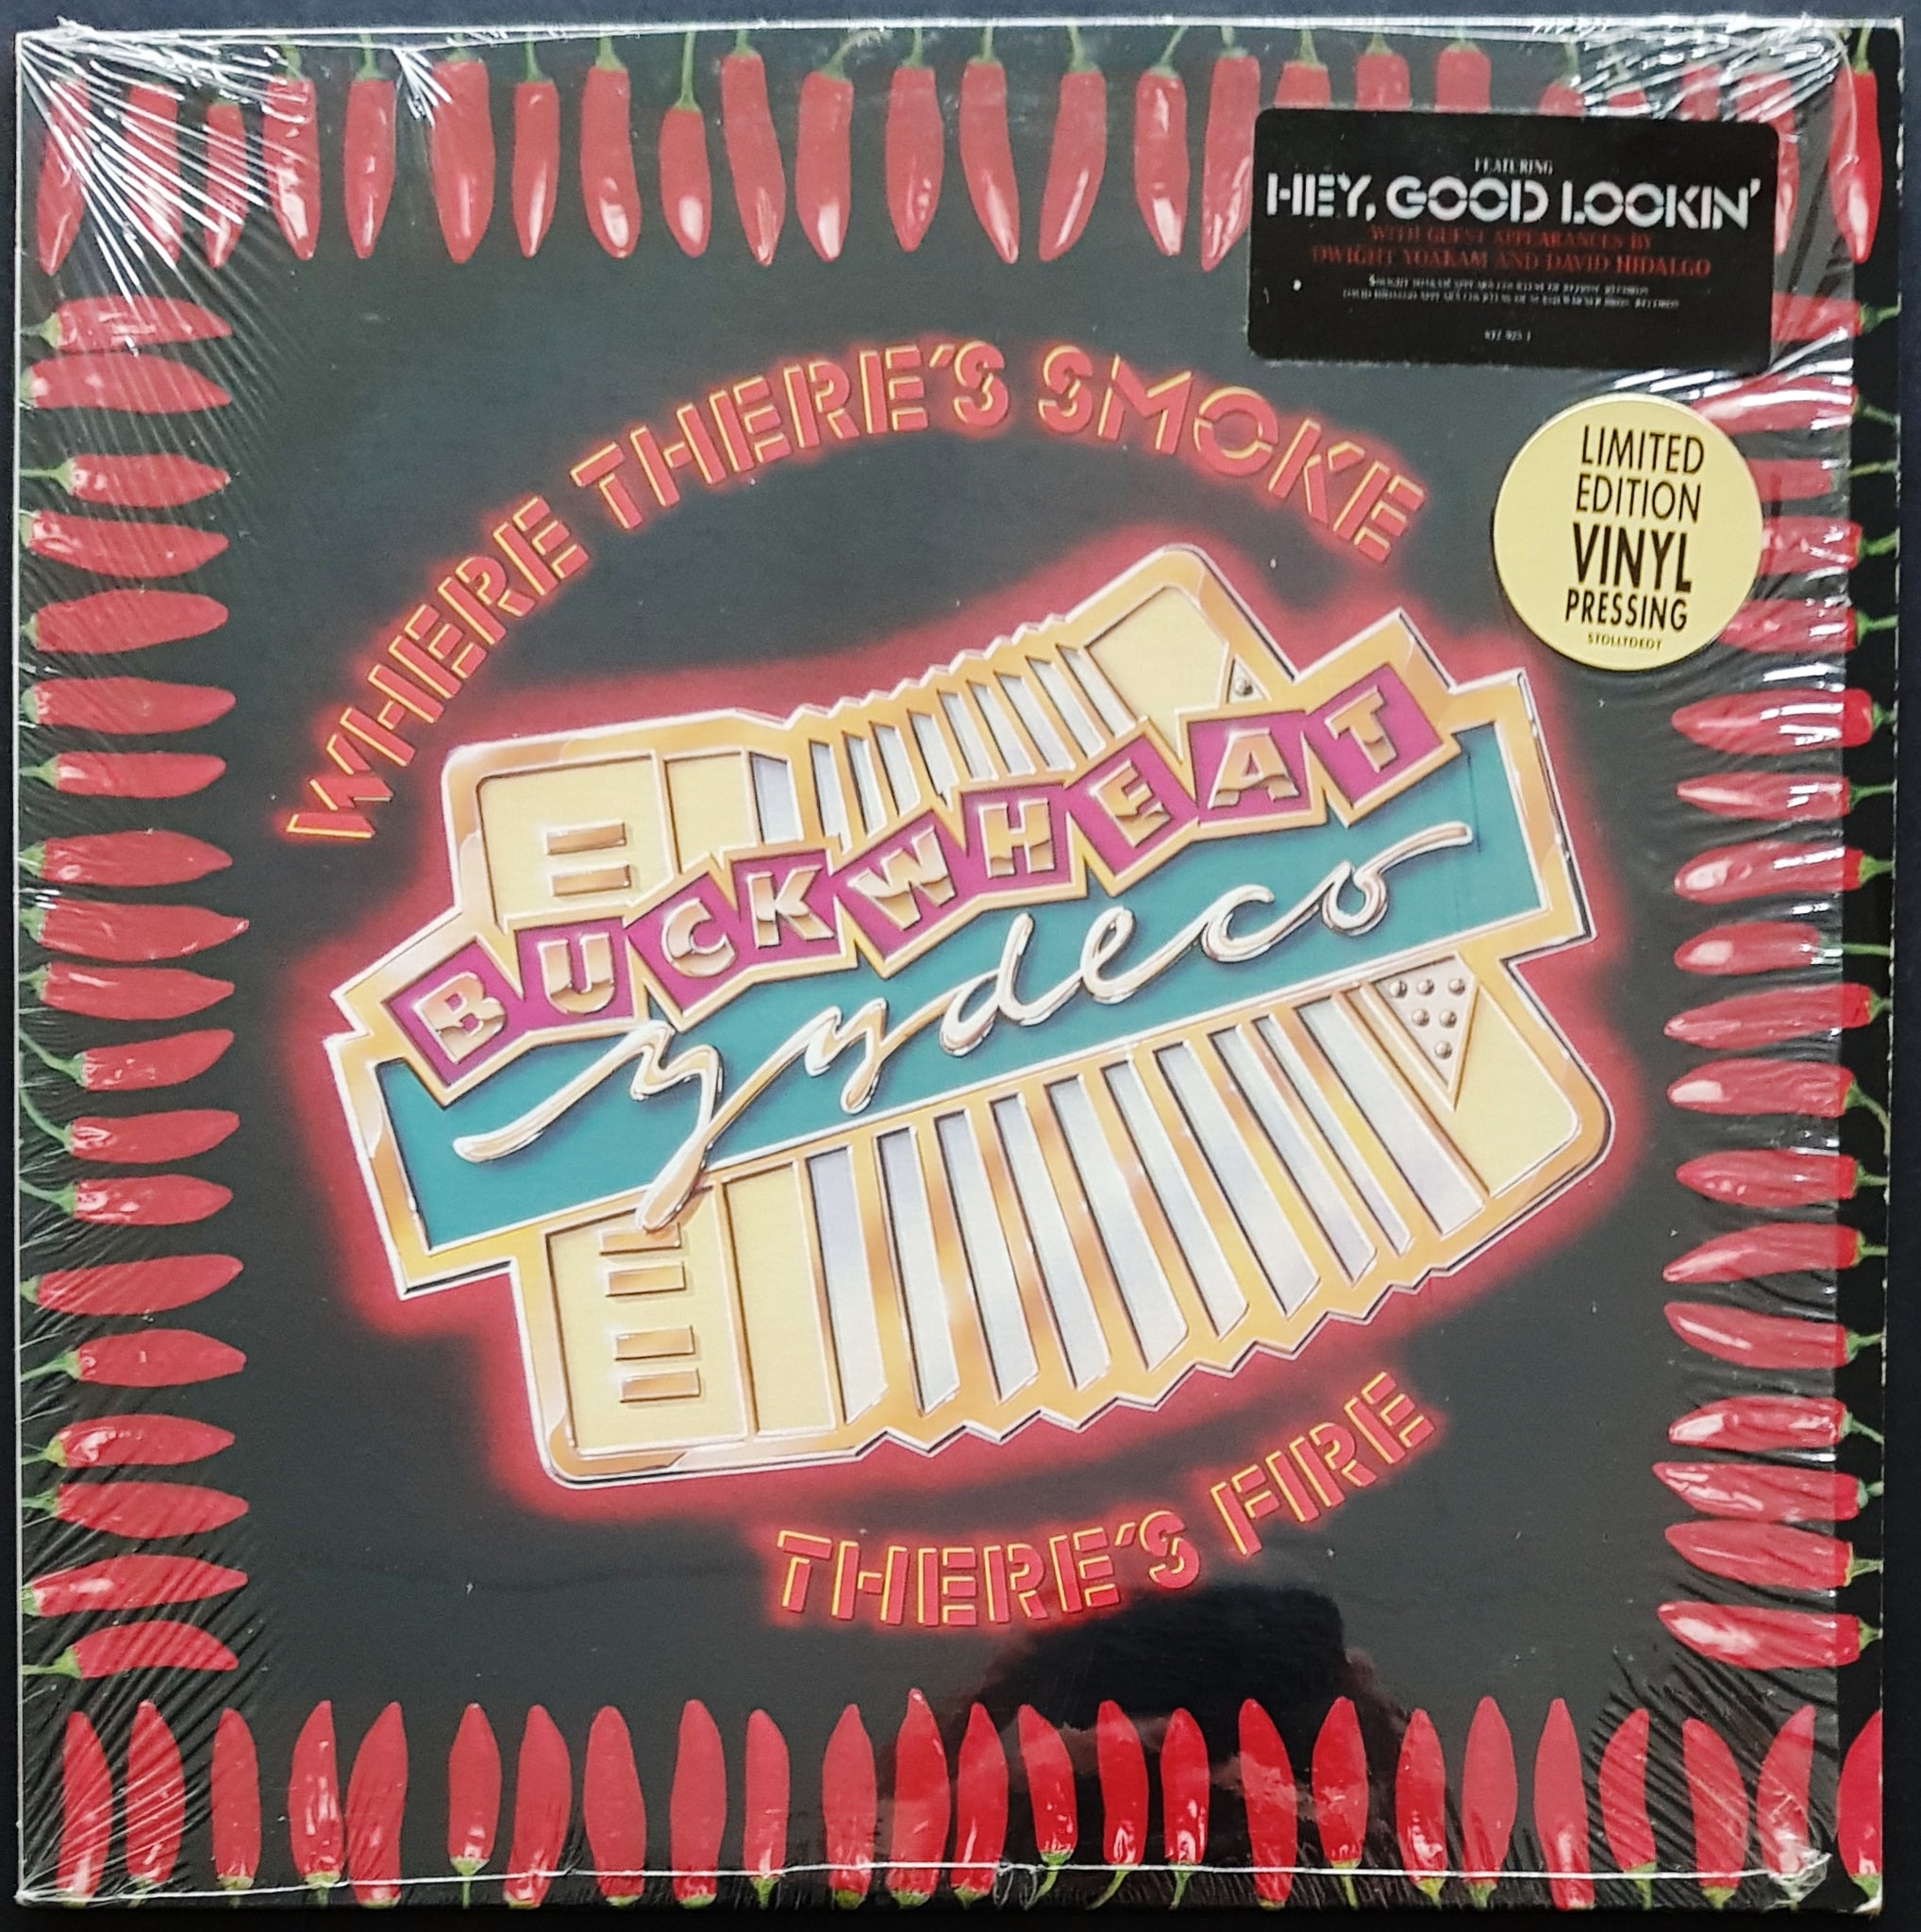 FEATURING
HEY, GOOD LOOKIN'
WITH GUEST APPEARANCES BY
DWIGHT YOAKAM AND DAVID HIDALGO
WHERE THERE'S SMOKE
LIMITED
EDITION
VINYL
PRESSING
BUCKWHEAT
zydeco
THERE'S FIRE